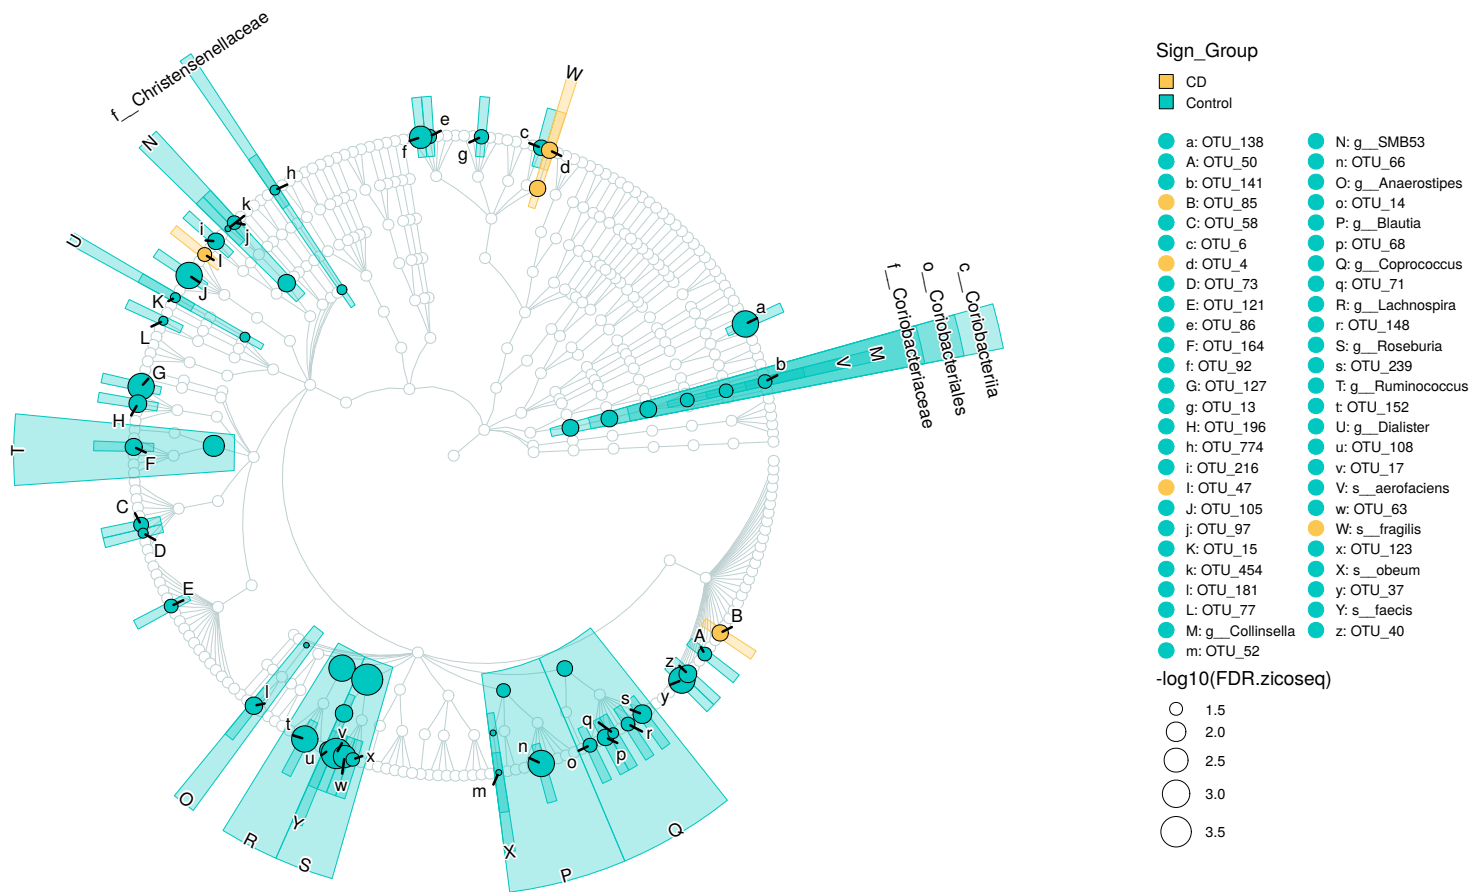 f__Christensenellaceae
W
N
e
c
f
g
d
h
k
j
i
I
U
J
K
L
G
H
T
F
C
D
E
a
b
M
V
f__Coriobacteriaceae
o__Coriobacteriales
c__Coriobacteriia
B
A
z
y
l
t
v
u
x
w
O
Y
R
S
s
q
r
n
o
p
m
X
Q
P
Sign_Group
CD
Control
a: OTU_138
A: OTU_50
b: OTU_141
B: OTU_85
C: OTU_58
c: OTU_6
d: OTU_4
D: OTU_73
E: OTU_121
e: OTU_86
F: OTU_164
f: OTU_92
G: OTU_127
g: OTU_13
H: OTU_196
h: OTU_774
i: OTU_216
I: OTU_47
J: OTU_105
j: OTU_97
K: OTU_15
k: OTU_454
l: OTU_181
L: OTU_77
M: g__Collinsella
m: OTU_52
N: g__SMB53
n: OTU_66
O: g__Anaerostipes
o: OTU_14
P: g__Blautia
p: OTU_68
Q: g__Coprococcus
q: OTU_71
R: g__Lachnospira
r: OTU_148
S: g__Roseburia
s: OTU_239
T: g__Ruminococcus
t: OTU_152
U: g__Dialister
u: OTU_108
v: OTU_17
V: s__aerofaciens
w: OTU_63
W: s__fragilis
x: OTU_123
X: s__obeum
y: OTU_37
Y: s__faecis
z: OTU_40
-log10(FDR.zicoseq)
1.5
2.0
2.5
3.0
3.5